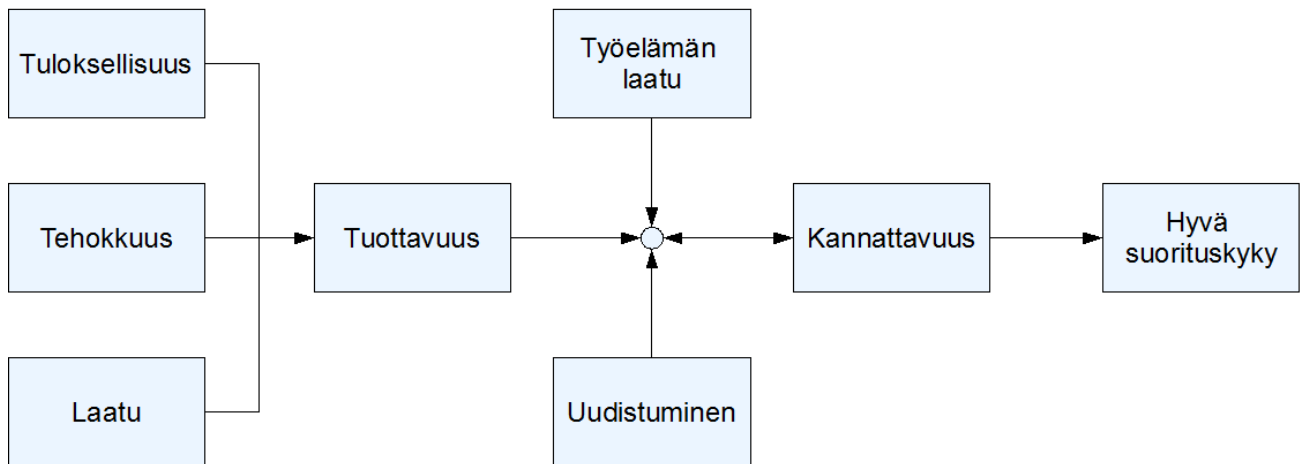 Tuloksellisuus
Työelämän
laatu
Tehokkuus
Tuottavuus
Kannattavuus
Hyvä
suorituskyky
Laatu
Uudistuminen